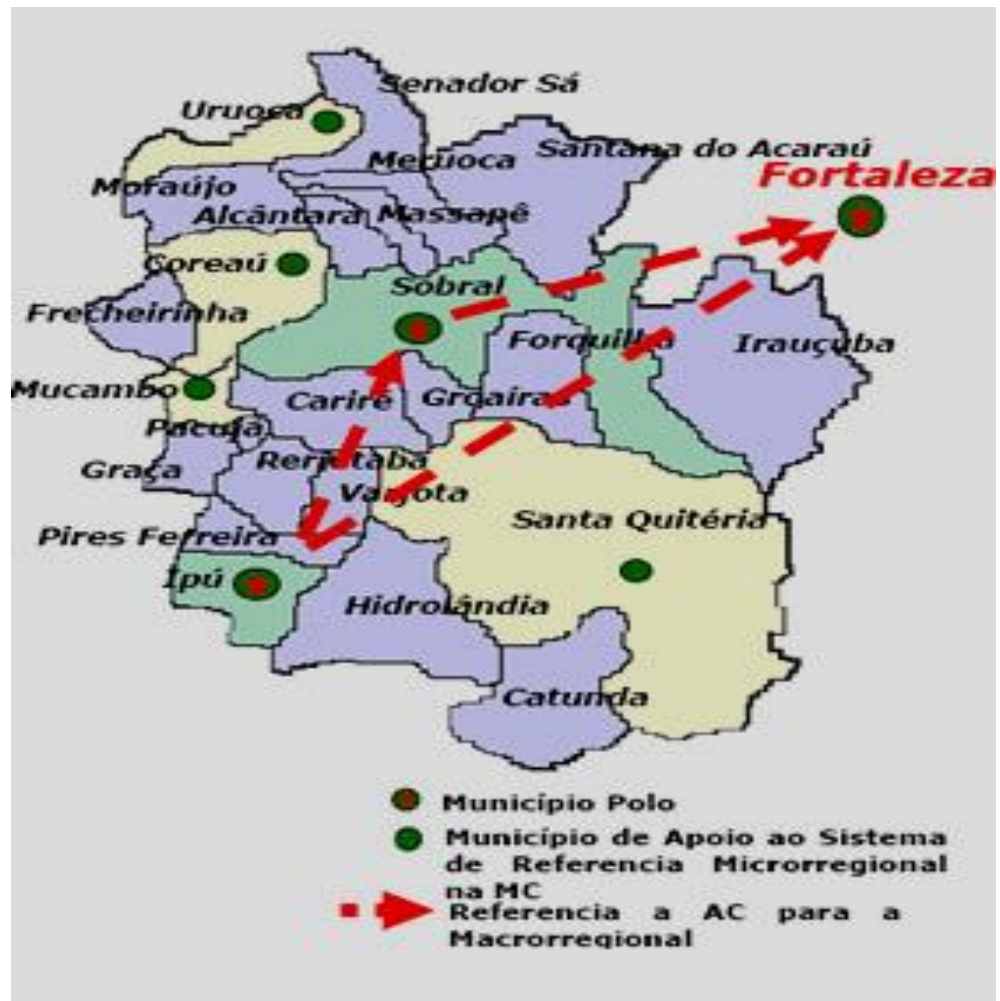 Senador Sá
Uruoca
Meruoca
Santana do Acaraú
Fortaleza
Moraújo
Alcântara
Massapê
Coreaú
Sobral
Frecheirinha
Forquilha
Irauçuba
Mucambo
Cariré
Groaíras
Pacujá
Graça
Reriutaba
Varjota
Santa Quitéria
Pires Ferreira
Ipú
Hidrolândia
Catunda
Município Polo
Município de Apoio ao Sistema
de Referencia Microrregional
na MC
Referencia a AC para a
Macrorregional